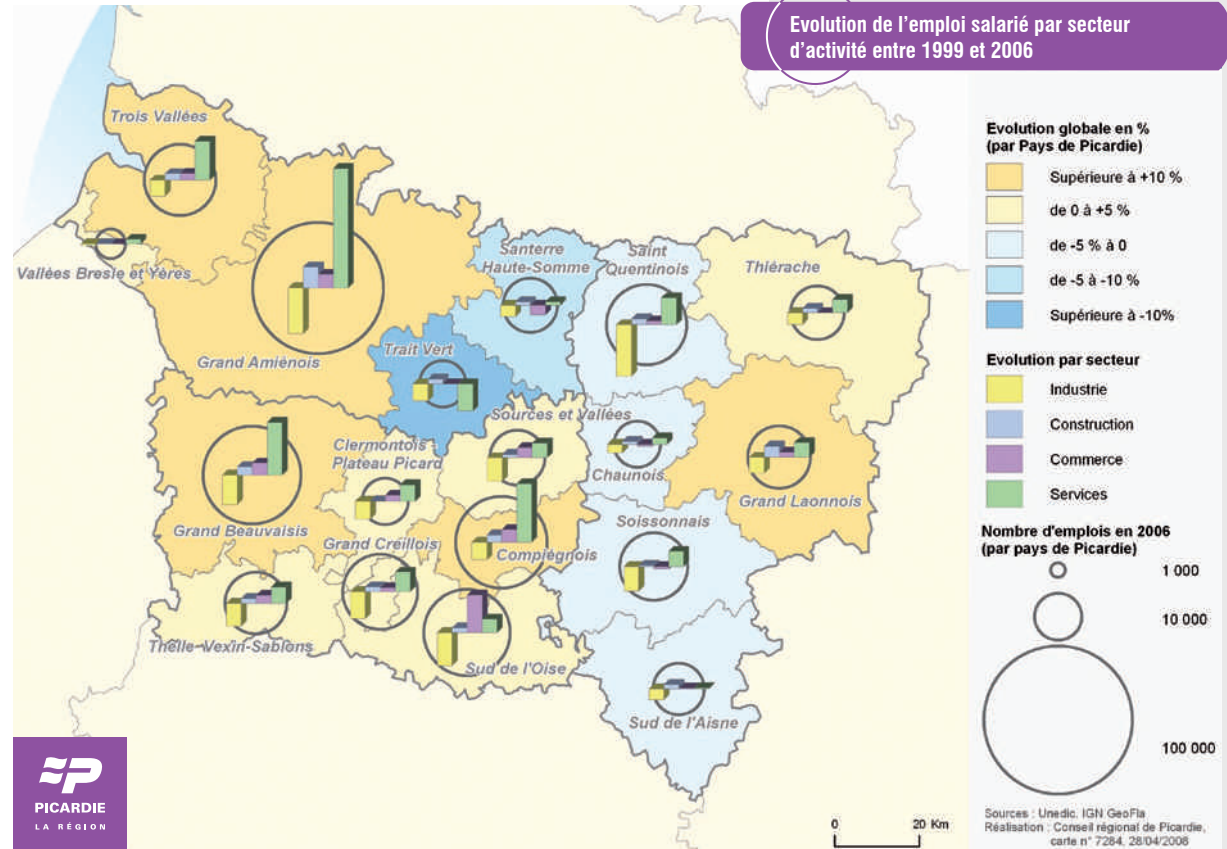 Evolution de l'emploi salarié par secteur
d'activité entre 1999 et 2006
Trois Vallées
Vallées Bresle et Yères
Grand Amiénois
Santerre
Haute-Somme
Saint
Quentinois
Thiérache
Trait Vert
Sources et Vallées
Clermontois
Plateau Picard
Chaunois
Grand Laonnois
Grand Beauvaisis
Grand Creillois
Compiégnois
Soissonnais
Thelle-Vexin-Sablons
Sud de l'Oise
Sud de l'Aisne
Evolution globale en %
(par Pays de Picardie)
Supérieure à +10 %
de 0 à +5 %
de -5 % à 0
de -5 à -10 %
Supérieure à -10%
Evolution par secteur
Industrie
Construction
Commerce
Services
Nombre d'emplois en 2006
(par pays de Picardie)
1 000
10 000
100 000
0 20 Km
Sources : Unedic, IGN GeoFla
Réalisation : Conseil régional de Picardie,
carte n° 7284, 28/04/2008
PICARDIE
LA RÉGION